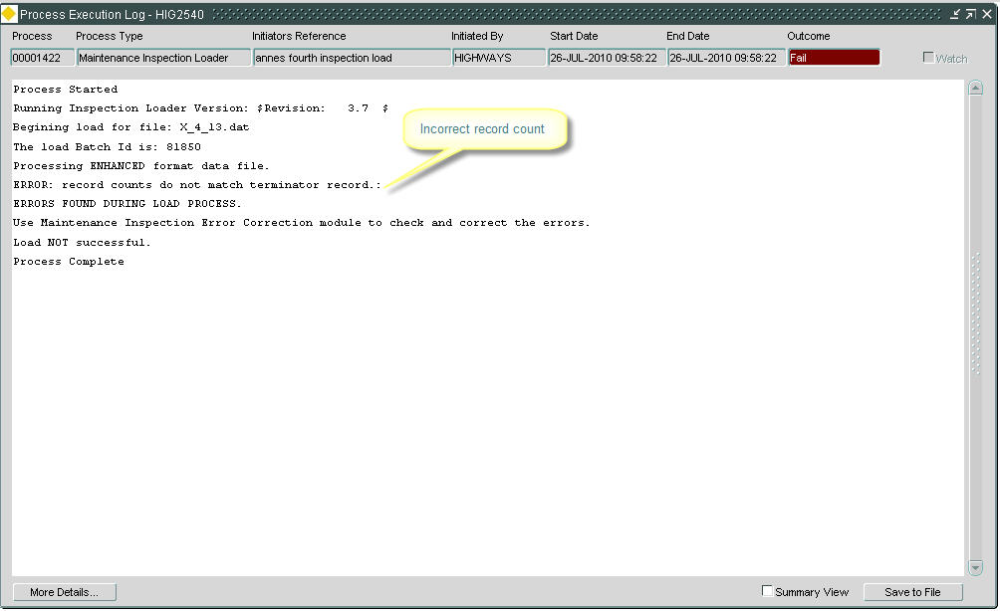 Process Execution Log - HIG2540
Process Process Type Initiators Reference Initiated By Start Date End Date Outcome
00001422 Maintenance Inspection Loader annes fourth inspection load HIGHWAYS 26-JUL-2010 09:58:22 26-JUL-2010 09:58:22 Fail Watch
Process Started
Running Inspection Loader Version: $Revision:   3.7  $
Begining load for file: X_4_13.dat
Incorrect record count
The load Batch Id is: 81850
Processing ENHANCED format data file.
ERROR: record counts do not match terminator record.:
ERRORS FOUND DURING LOAD PROCESS.
Use Maintenance Inspection Error Correction module to check and correct the errors.
Load NOT successful.
Process Complete
More Details... Summary View Save to File